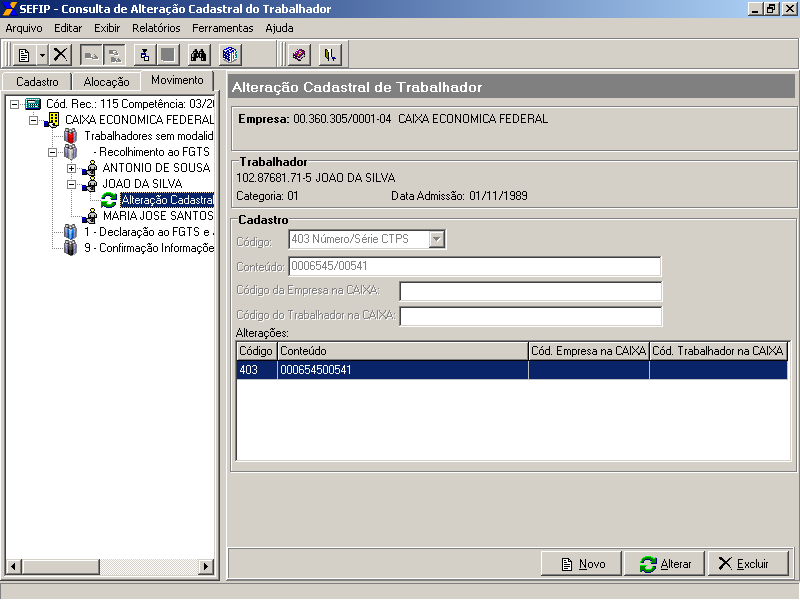 SEFIP - Consulta de Alteração Cadastral do Trabalhador
Arquivo Editar Exibir Relatórios Ferramentas Ajuda
Cadastro Alocação Movimento
Cód. Rec.: 115 Competência: 03/20
CAIXA ECONOMICA FEDERAL
Trabalhadores sem modalid
- Recolhimento ao FGTS
ANTONIO DE SOUSA
JOAO DA SILVA
Alteração Cadastral
MARIA JOSE SANTOS
1 - Declaração ao FGTS e
9 - Confirmação Informaçõe
Alteração Cadastral de Trabalhador
Empresa: 00.360.305/0001-04 CAIXA ECONOMICA FEDERAL
Trabalhador
102.87681.71-5 JOAO DA SILVA
Categoria: 01 Data Admissão: 01/11/1989
Cadastro
Código: 403 Número/Série CTPS
Conteúdo: 0006545/00541
Código da Empresa na CAIXA:
Código do Trabalhador na CAIXA:
Alterações:
Código Conteúdo Cód. Empresa na CAIXA Cód. Trabalhador na CAIXA
403 000654500541
Novo Alterar Excluir